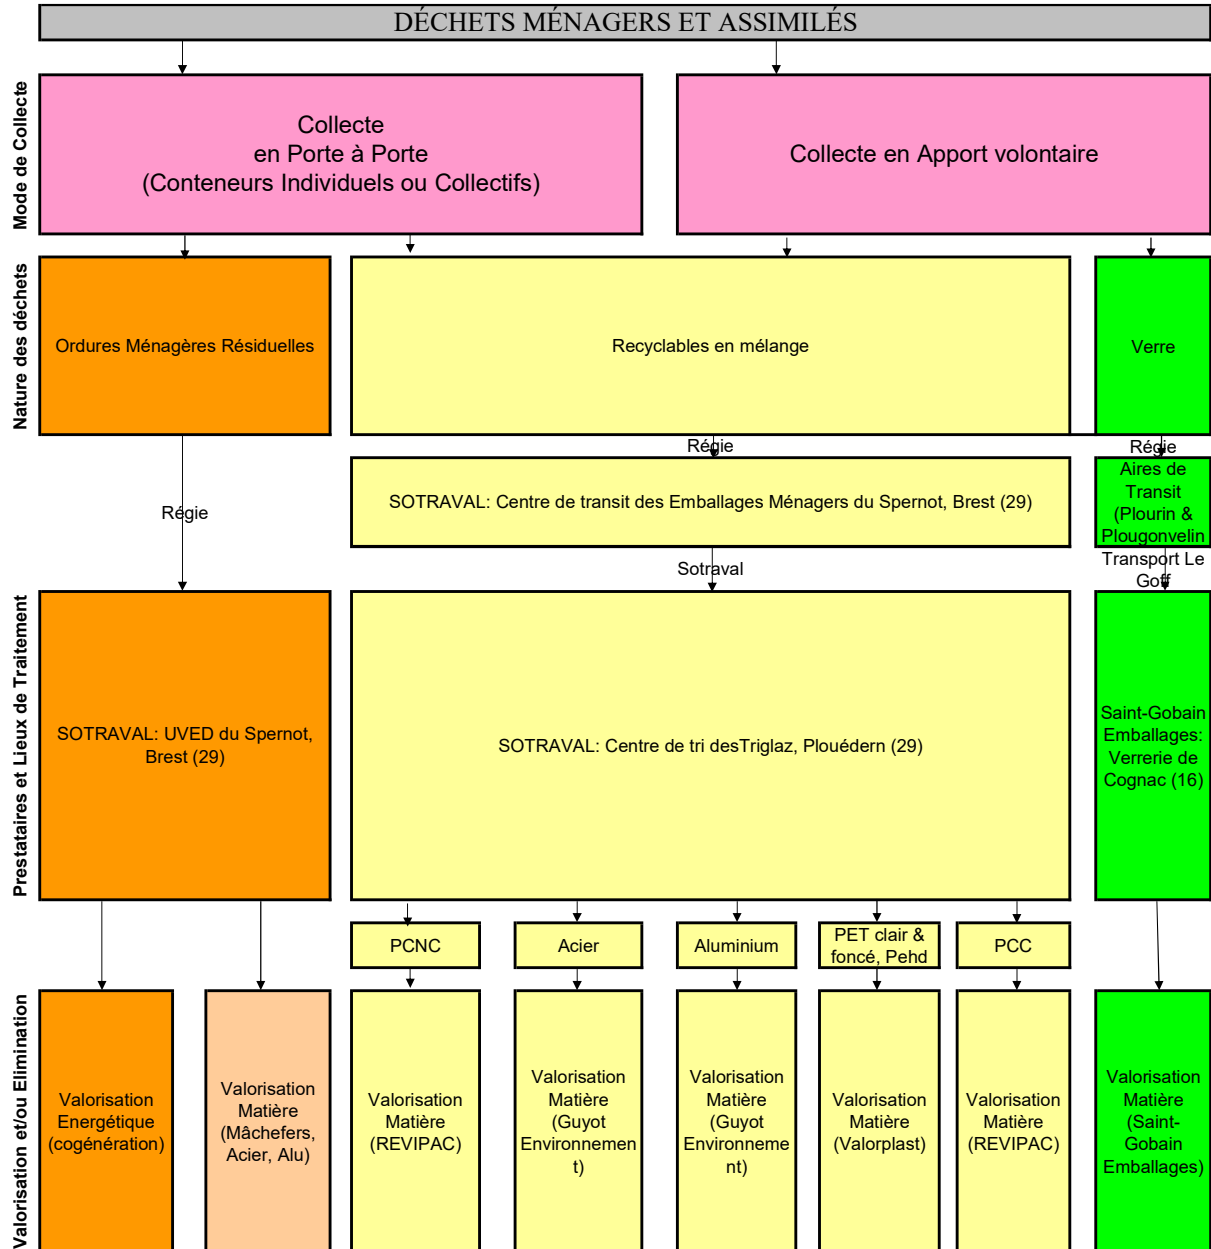 DÉCHETS MÉNAGERS ET ASSIMILÉS
Mode de Collecte
Collecte
en Porte à Porte
(Conteneurs Individuels ou Collectifs)
Collecte en Apport volontaire
Nature des déchets
Ordures Ménagères Résiduelles
Recyclables en mélange
Verre
Régie
Régie
Régie
SOTRAVAL: Centre de transit des Emballages Ménagers du Spernot, Brest (29)
Aires de
Transit
(Plourin &
Plougonvelin
Sotraval
Transport Le
Goff
Prestataires et Lieux de Traitement
SOTRAVAL: UVED du Spernot,
Brest (29)
SOTRAVAL: Centre de tri desTriglaz, Plouédern (29)
Saint-Gobain
Emballages:
Verrerie de
Cognac (16)
PCNC
Acier
Aluminium
PET clair &
foncé, Pehd
PCC
Valorisation et/ou Elimination
Valorisation
Energétique
(cogénération)
Valorisation
Matière
(Mâchefers,
Acier, Alu)
Valorisation
Matière
(REVIPAC)
Valorisation
Matière
(Guyot
Environnemen
t)
Valorisation
Matière
(Guyot
Environneme
nt)
Valorisation
Matière
(Valorplast)
Valorisation
Matière
(REVIPAC)
Valorisation
Matière
(Saint-
Gobain
Emballages)